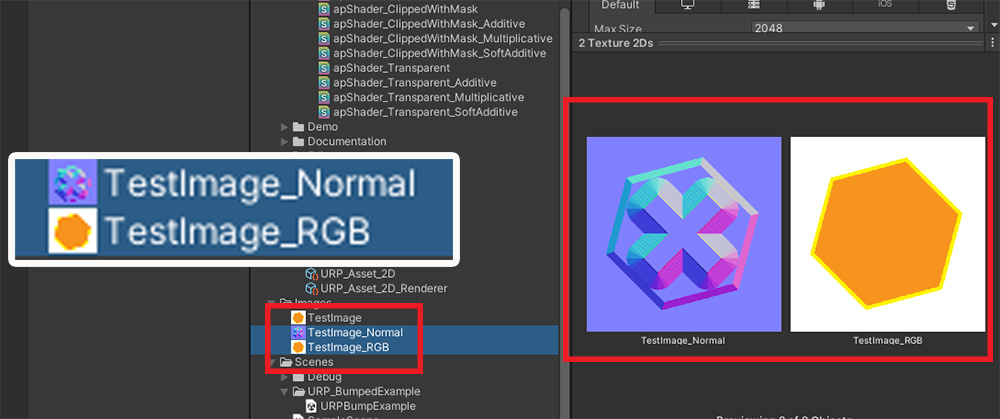 apShader_ClippedWithMask
apShader_ClippedWithMask_Additive
apShader_ClippedWithMask_Multiplicative
apShader_ClippedWithMask_SoftAdditive
apShader_Transparent
apShader_Transparent_Additive
apShader_Transparent_Multiplicative
apShader_Transparent_SoftAdditive
Demo
Documentation
TestImage_Normal
TestImage_RGB
URP_Asset_2D
URP_Asset_2D_Renderer
Images
TestImage
TestImage_Normal
TestImage_RGB
Scenes
Debug
URP_BumpedExample
URPBumpExample
Default
iOS
Max Size
2048
2 Texture 2Ds
TestImage_Normal
TestImage_RGB